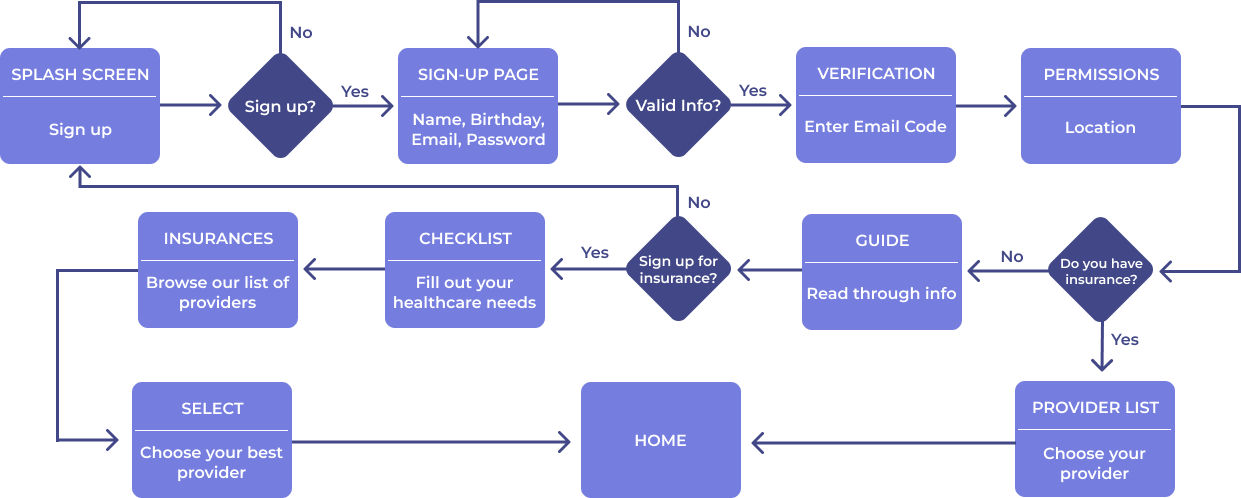 No
No
SPLASH SCREEN
Sign up
Sign up?
Yes
SIGN-UP PAGE
Name, Birthday,
Email, Password
Valid Info?
Yes
VERIFICATION
Enter Email Code
PERMISSIONS
Location
No
INSURANCES
Browse our list of
providers
CHECKLIST
Fill out your
healthcare needs
Yes
Sign up for
insurance?
GUIDE
Read through info
No
Do you have
insurance?
Yes
SELECT
Choose your best
provider
HOME
PROVIDER LIST
Choose your
provider